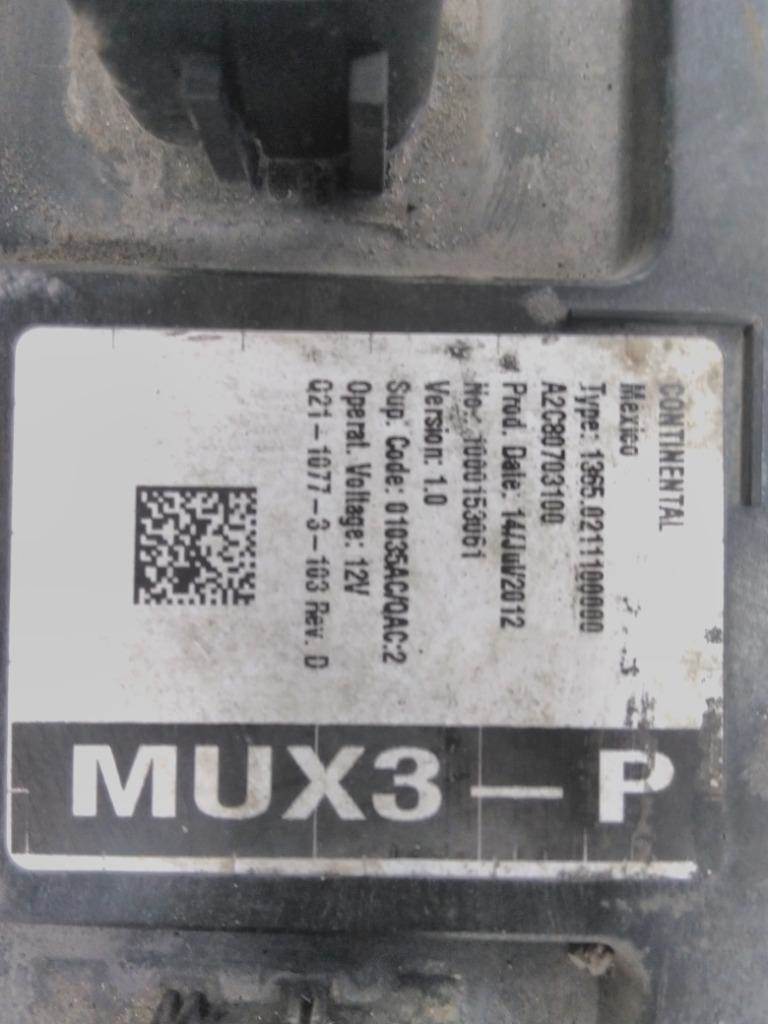 CONTINENTAL
Mexico
Type: 1365.0211100000
A2C80703100
Prod. Date: 14/Jul/2012
No.: 1000153061
Version: 1.0
Sup. Code: 01035AC/QAC:2
Operat. Voltage: 12V
Q21-1077-3-103 Rev. D
MUX3-P